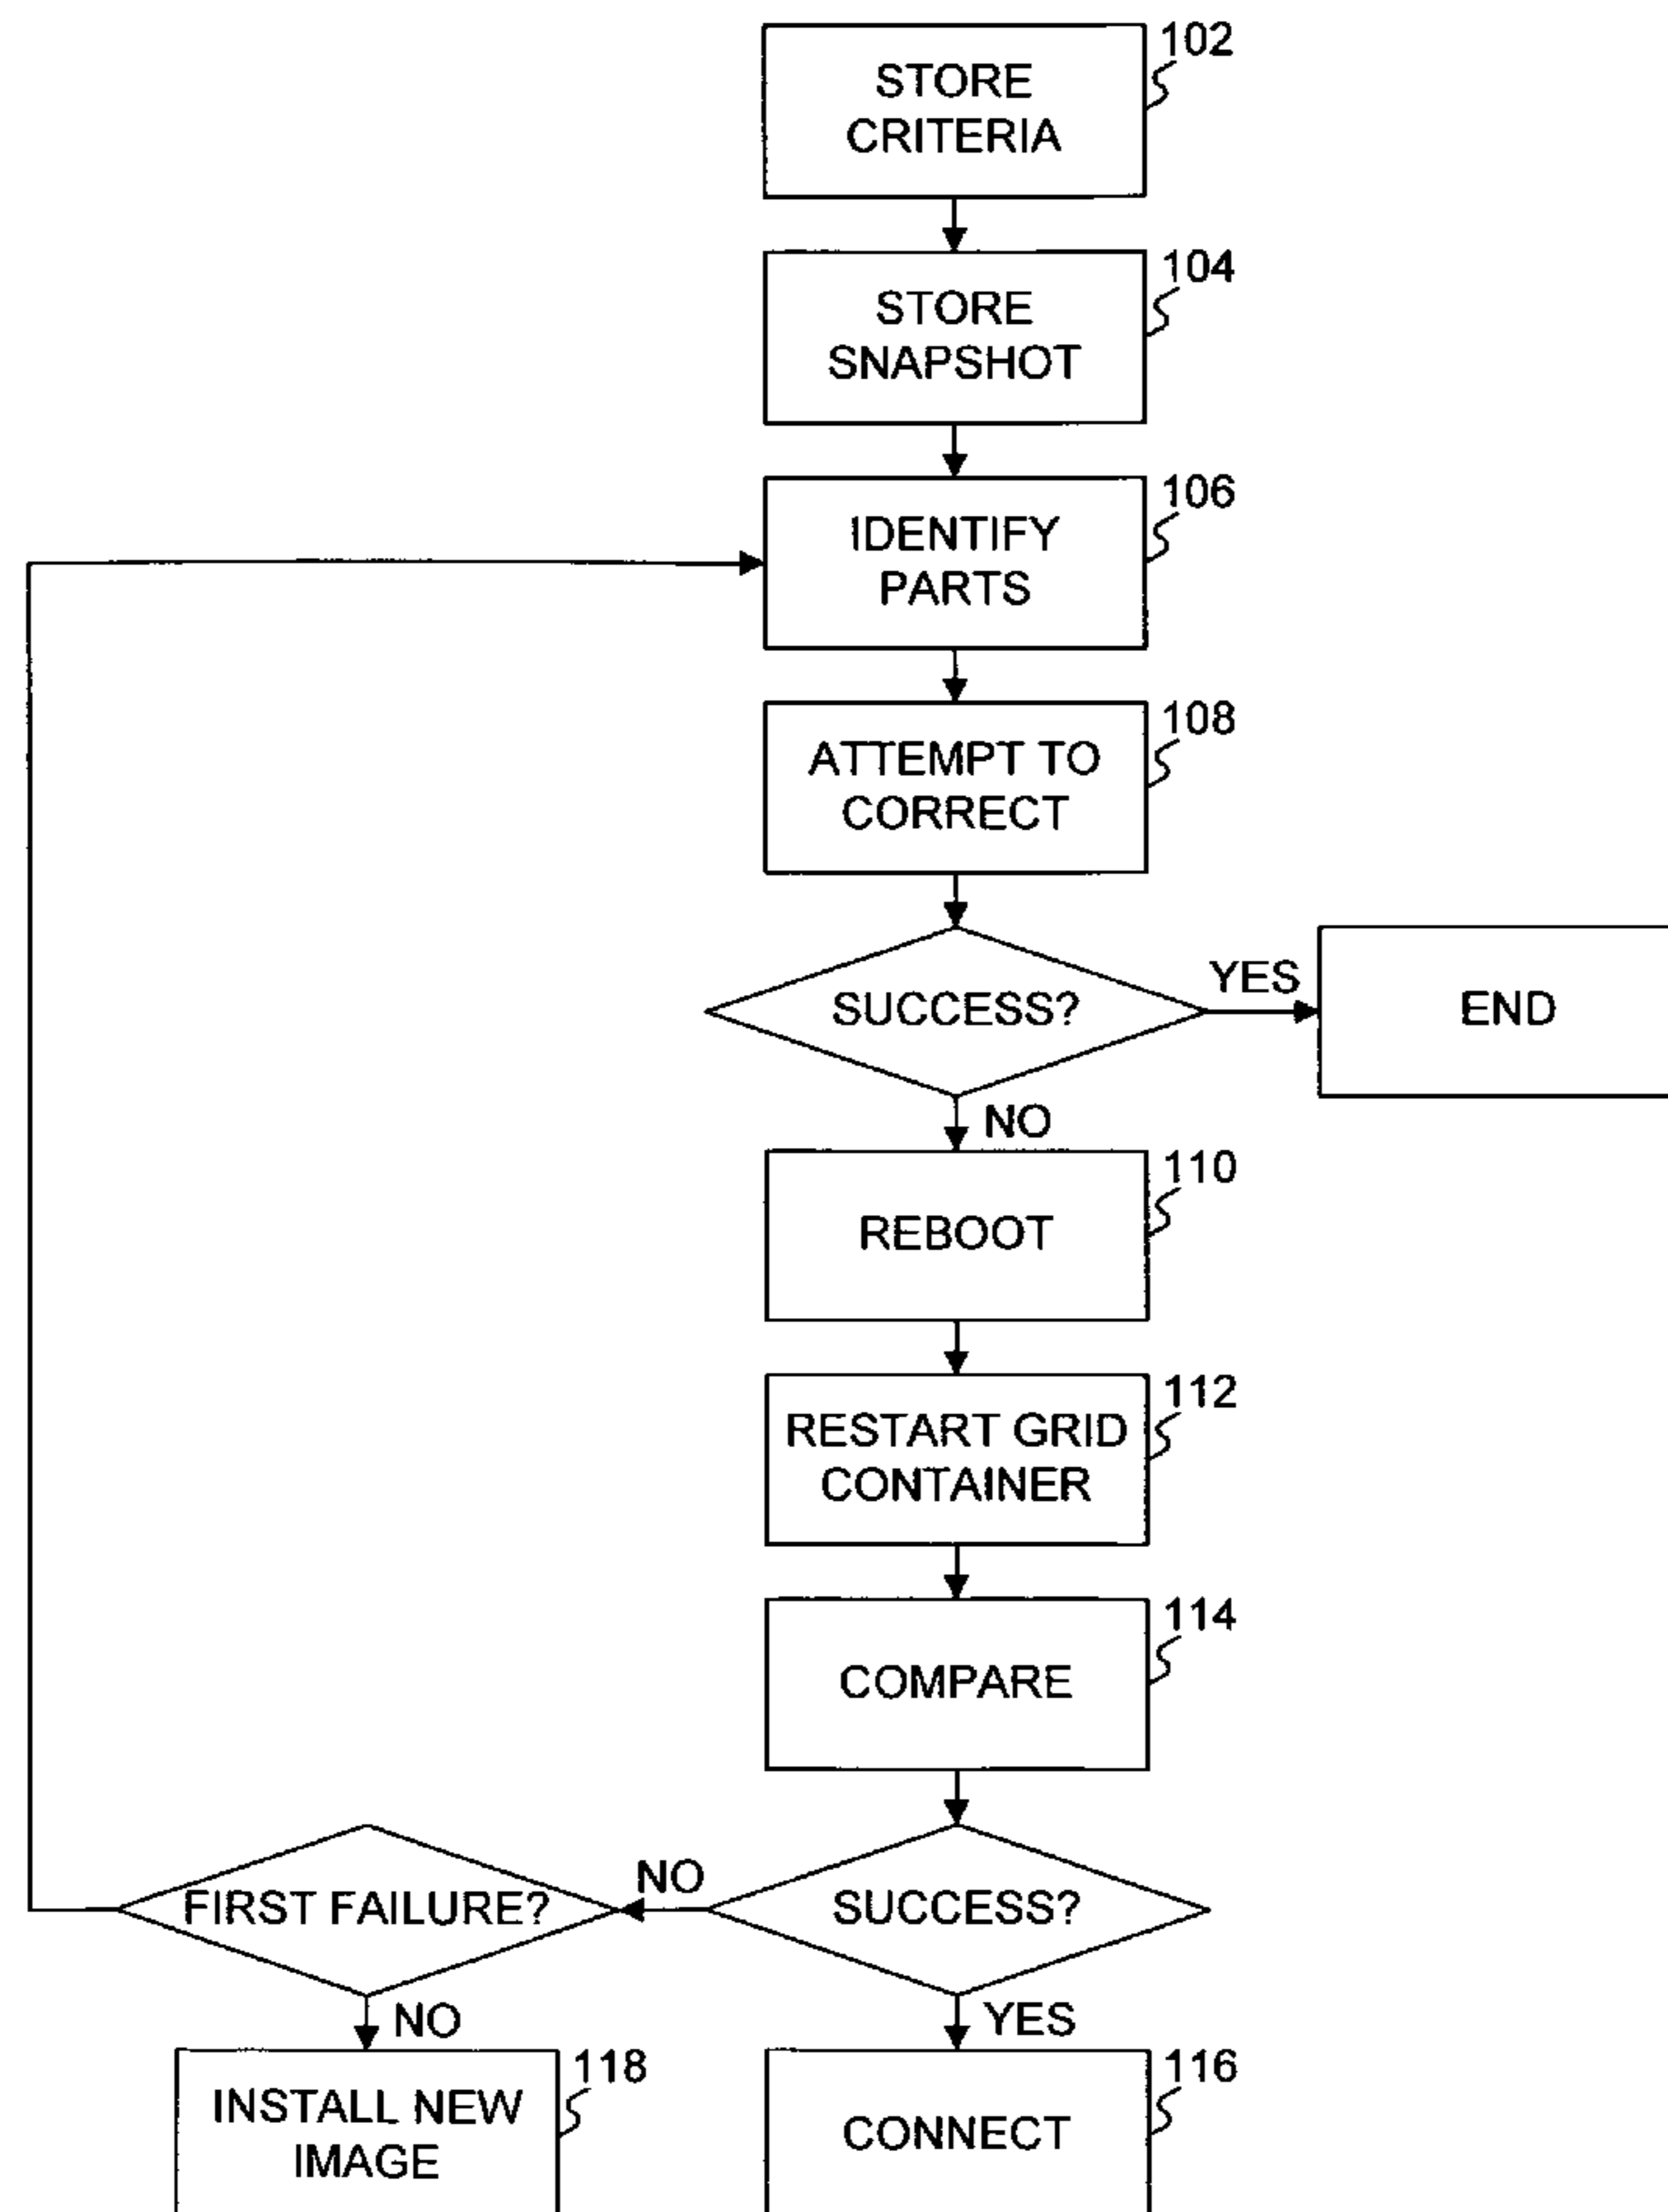 102
STORE
CRITERIA
104
STORE
SNAPSHOT
106
IDENTIFY
PARTS
108
ATTEMPT TO
CORRECT
SUCCESS?
YES
END
NO
110
REBOOT
112
RESTART GRID
CONTAINER
114
COMPARE
FIRST FAILURE?
NO
SUCCESS?
NO
YES
118
INSTALL NEW
IMAGE
116
CONNECT